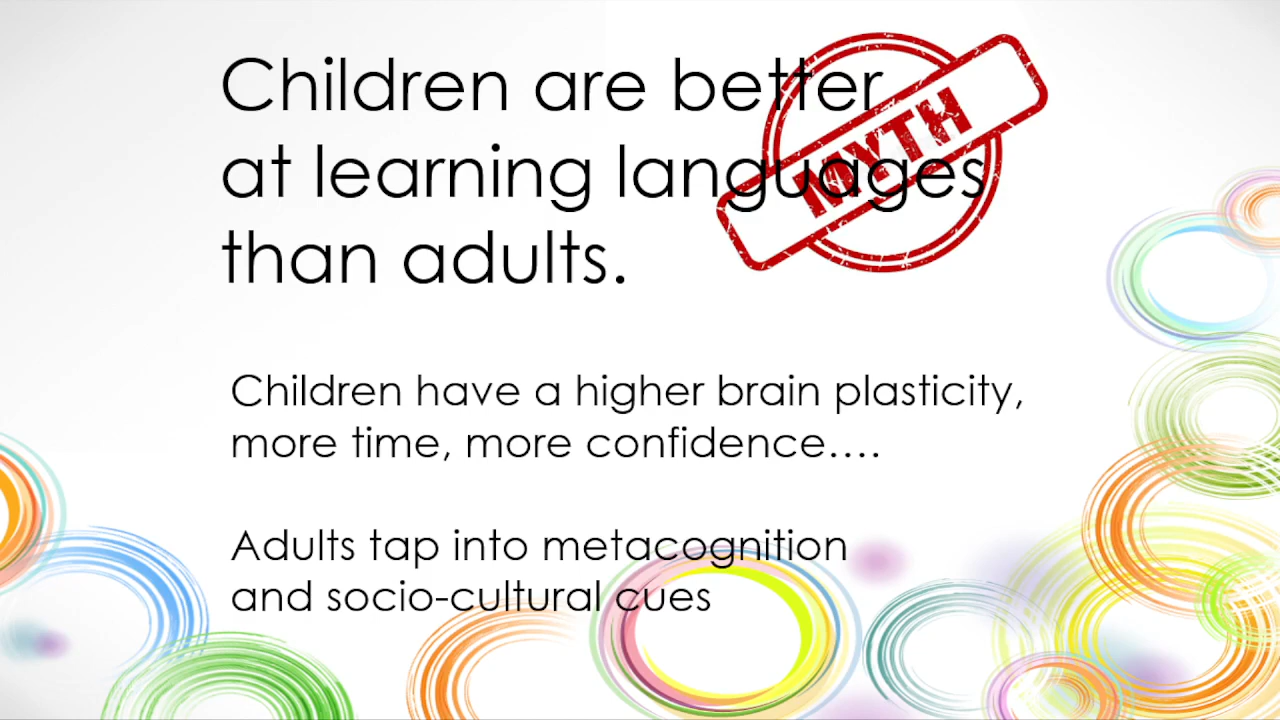 Children are better
at learning languages
than adults.
MYTH
Children have a higher brain plasticity,
more time, more confidence....
Adults tap into metacognition
and socio-cultural cues